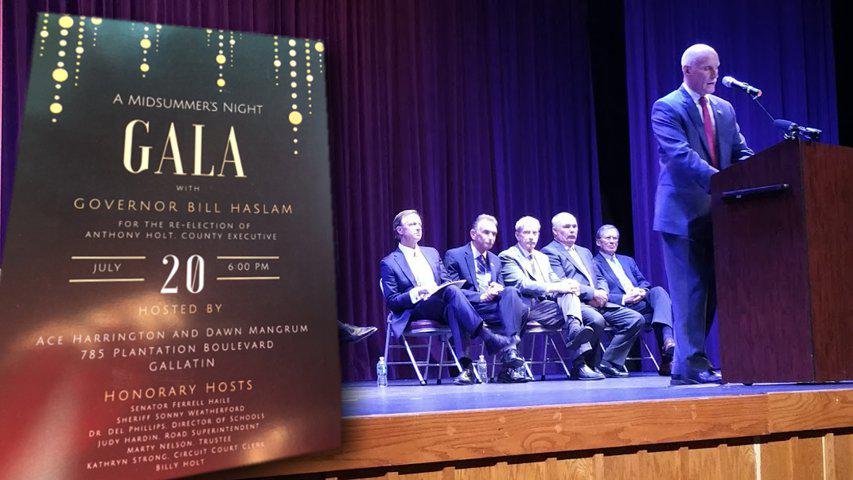 A MIDSUMMER'S NIGHT
GALA
WITH
GOVERNOR BILL HASLAM
FOR THE RE-ELECTION OF
ANTHONY HOLT, COUNTY EXECUTIVE
JULY 20 6:00 PM
HOSTED BY
ACE HARRINGTON AND DAWN MANGRUM
785 PLANTATION BOULEVARD
GALLATIN
HONORARY HOSTS
SENATOR FERRELL HAILE
SHERIFF SONNY WEATHERFORD
DR. DEL PHILLIPS, DIRECTOR OF SCHOOLS
JUDY HARDIN, ROAD SUPERINTENDENT
MARTY NELSON, TRUSTEE
KATHRYN STRONG, CIRCUIT COURT CLERK
BILLY HOLT